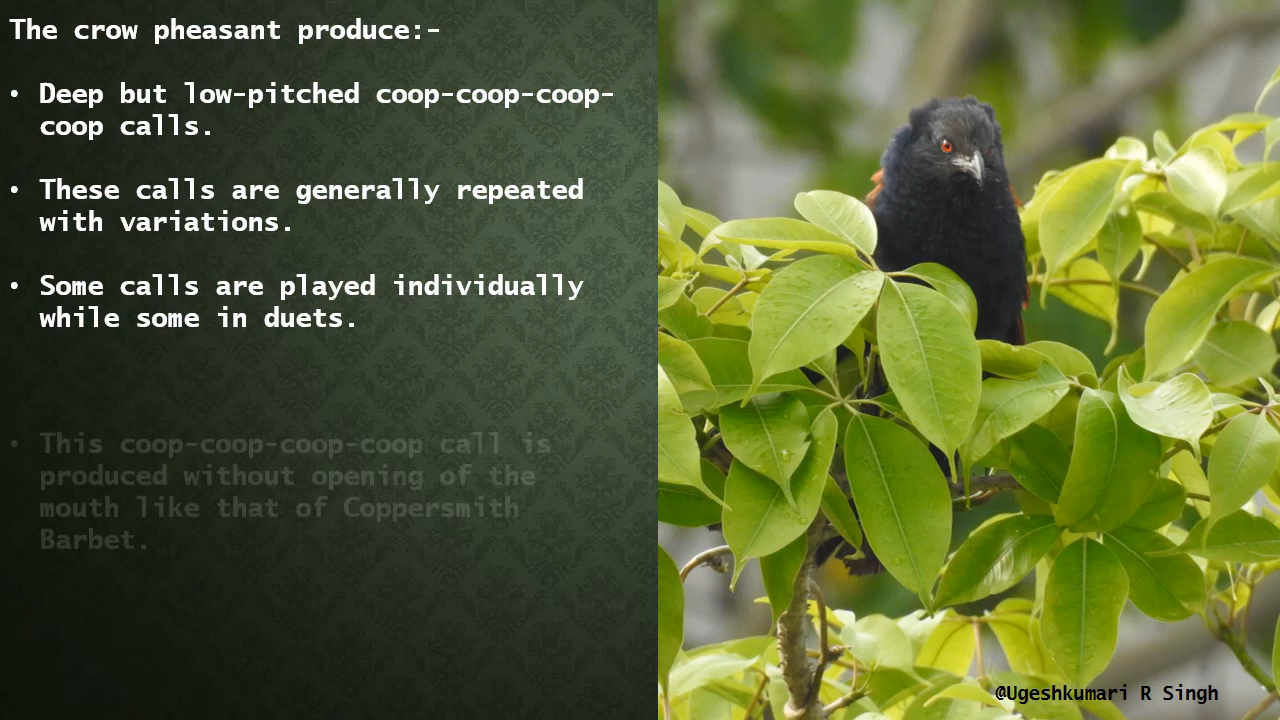 The crow pheasant produce:-
• Deep but low-pitched coop-coop-coop-
coop calls.
• These calls are generally repeated
with variations.
• Some calls are played individually
while some in duets.
• This coop-coop-coop-coop call is
produced without opening of the
mouth like that of Coppersmith
Barbet.
@Ugeshkumari R Singh